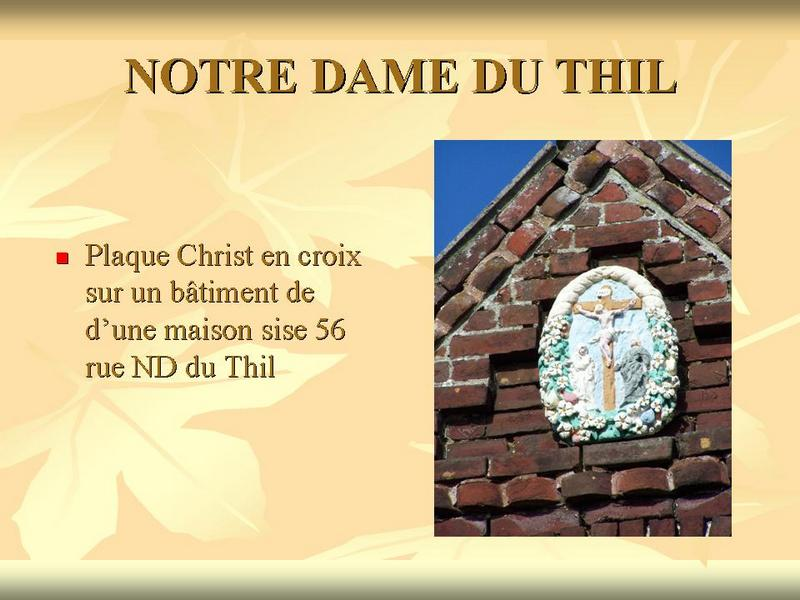 NOTRE DAME DU THIL
Plaque Christ en croix
sur un bâtiment de
d'une maison sise 56
rue ND du Thil